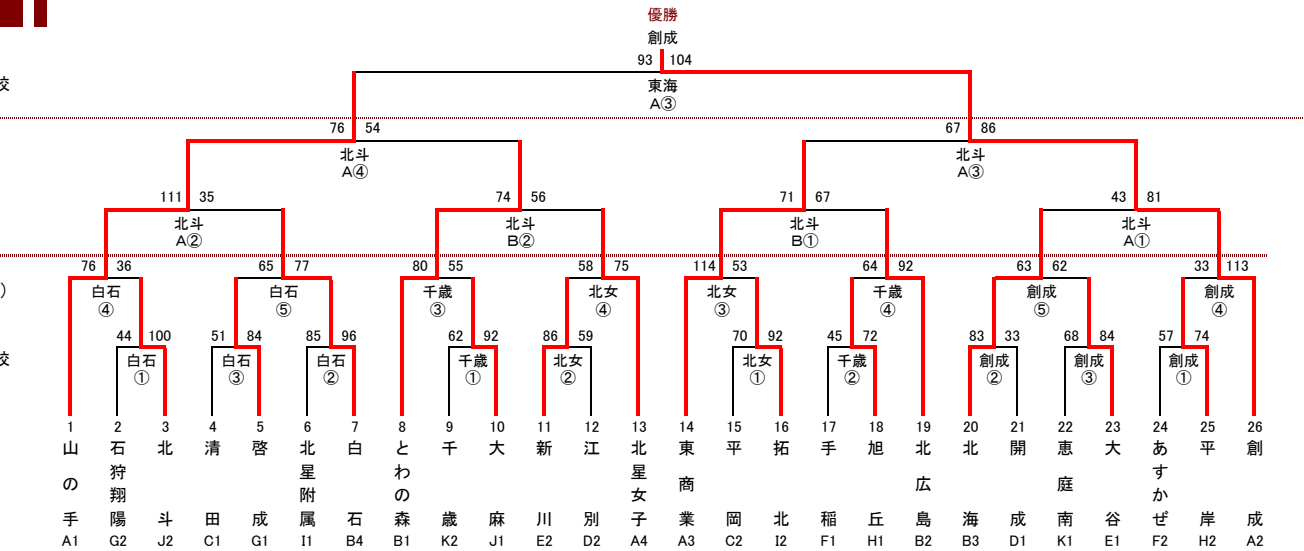 優勝
創成
93 104
校
東海
A③
76 54
67 86
北斗
A④
北斗
A③
111 35
74 56
71 67
43 81
北斗
A②
北斗
B②
北斗
B①
北斗
A①
76 36
65 77
80 55
58 75
114 53
64 92
63 62
33 113
)
白石
④
白石
⑤
千歳
③
北女
④
北女
③
千歳
④
創成
⑤
創成
④
44 100
51 84
85 96
62 92
86 59
70 92
45 72
83 33
68 84
57 74
校
白石
①
白石
③
白石
②
千歳
①
北女
②
北女
①
千歳
②
創成
②
創成
③
創成
①
1 2 3 4 5 6 7 8 9 10 11 12 13 14 15 16 17 18 19 20 21 22 23 24 25 26
山の手
石狩翔陽
北斗
清田
啓成
北星附属
白石
とわの森
千歳
大麻
新川
江別
北星女子
東商業
平岡
拓北
手稲
旭丘
北広島
北海
開成
恵庭南
大谷
あすかぜ
平岸
創成
A1 G2 J2 C1 G1 I1 B4 B1 K2 J1 E2 D2 A4 A3 C2 I2 F1 H1 B2 B3 D1 K1 E1 F2 H2 A2